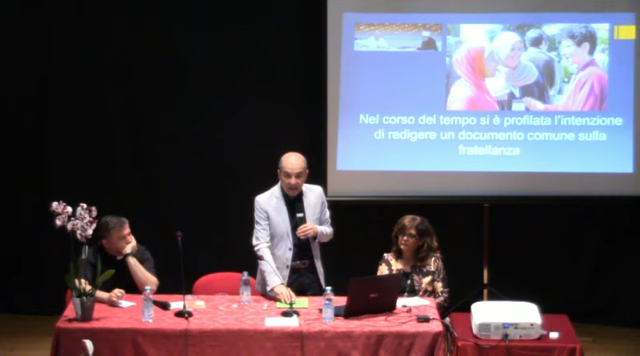 Nel corso del tempo si è profilata l'intenzione
di redigere un documento comune sulla
fratellanza